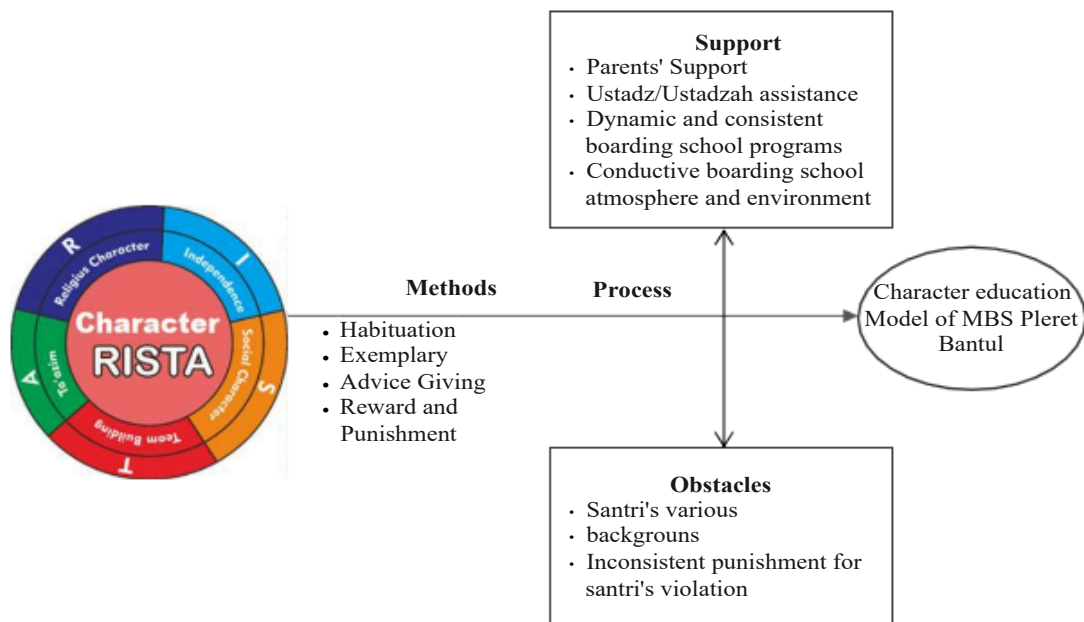 R
Religius Character
I
Independence
S
Social Character
T
Team Building
A
Ta'azim
Character
RISTA
Methods
• Habituation
• Exemplary
• Advice Giving
• Reward and
Punishment
Process
Support
· Parents' Support
· Ustadz/Ustadzah assistance
· Dynamic and consistent
boarding school programs
· Conductive boarding school
atmosphere and environment
Obstacles
· Santri's various
· backgrouns
· Inconsistent punishment for
santri's violation
Character education
Model of MBS Pleret
Bantul